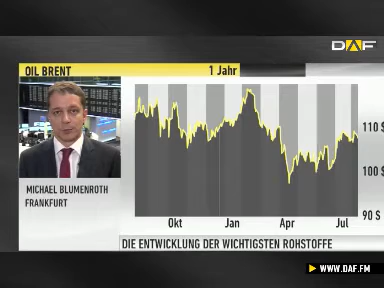 DAF
OIL BRENT
1 Jahr
110 $
100 $
90 $
Okt
Jan
Apr
Jul
MICHAEL BLUMENROTH
FRANKFURT
DIE ENTWICKLUNG DER WICHTIGSTEN ROHSTOFFE
WWW.DAF.FM